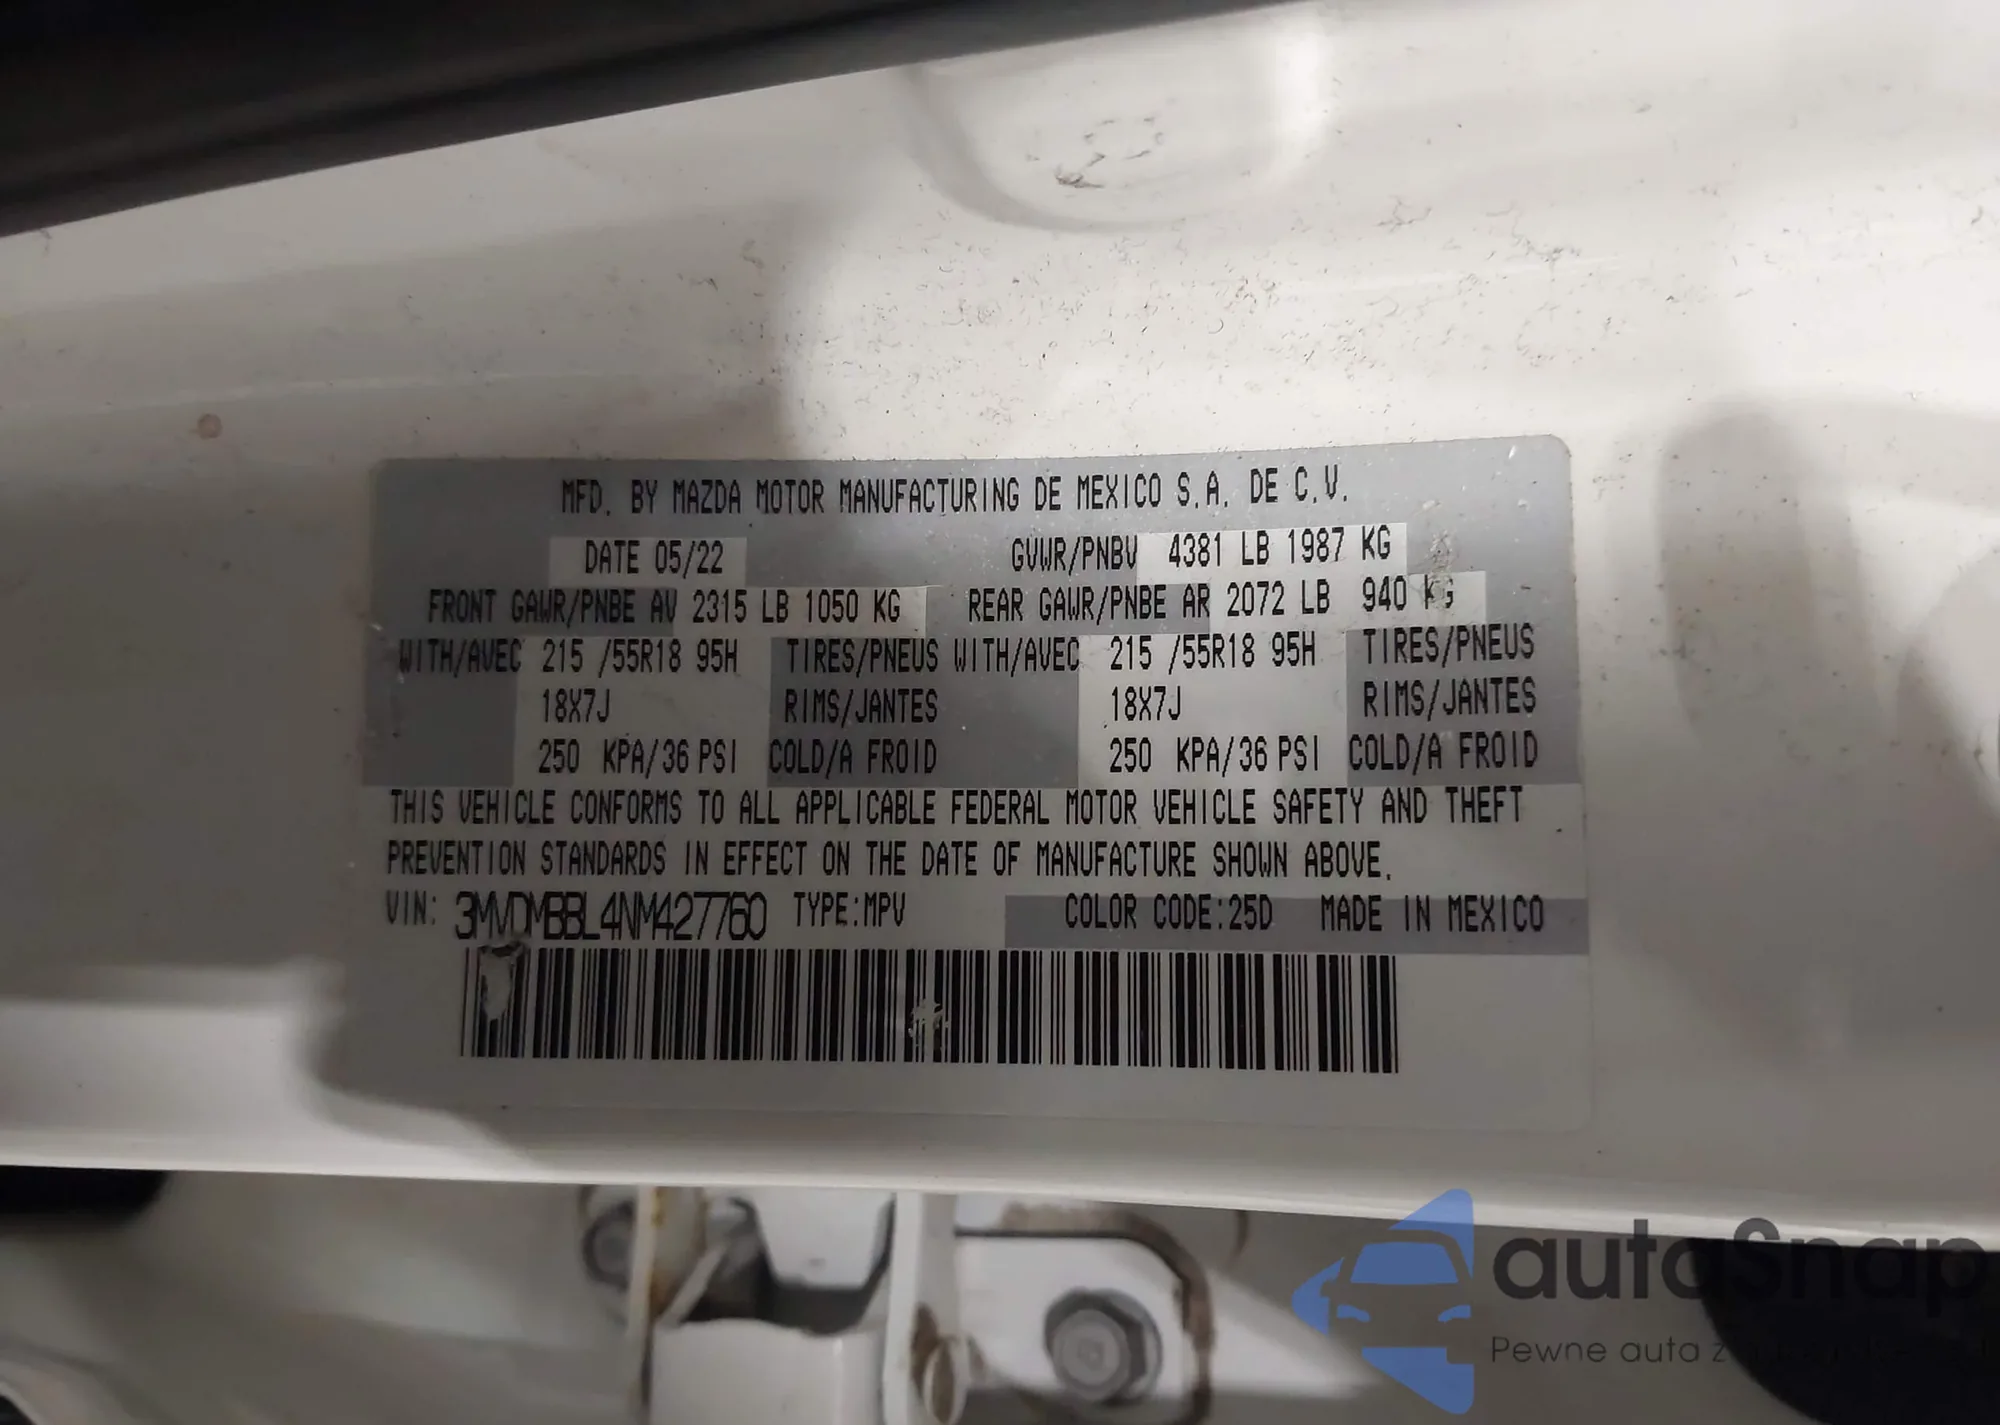 MFD. BY MAZDA MOTOR MANUFACTURING DE MEXICO S.A. DE C.V.
DATE 05/22 GVWR/PNBV 4381 LB 1987 KG
FRONT GAWR/PNBE AV 2315 LB 1050 KG REAR GAWR/PNBE AR 2072 LB 940 KG
WITH/AVEC 215 /55R18 95H TIRES/PNEUS WITH/AVEC 215 /55R18 95H TIRES/PNEUS
18X7J RIMS/JANTES 18X7J RIMS/JANTES
250 KPA/36 PSI COLD/A FROID 250 KPA/36 PSI COLD/A FROID
THIS VEHICLE CONFORMS TO ALL APPLICABLE FEDERAL MOTOR VEHICLE SAFETY AND THEFT
PREVENTION STANDARDS IN EFFECT ON THE DATE OF MANUFACTURE SHOWN ABOVE.
VIN: 3MVDMBBL4NM427760 TYPE:MPV COLOR CODE:25D MADE IN MEXICO
autoSnap
Pewne auta z